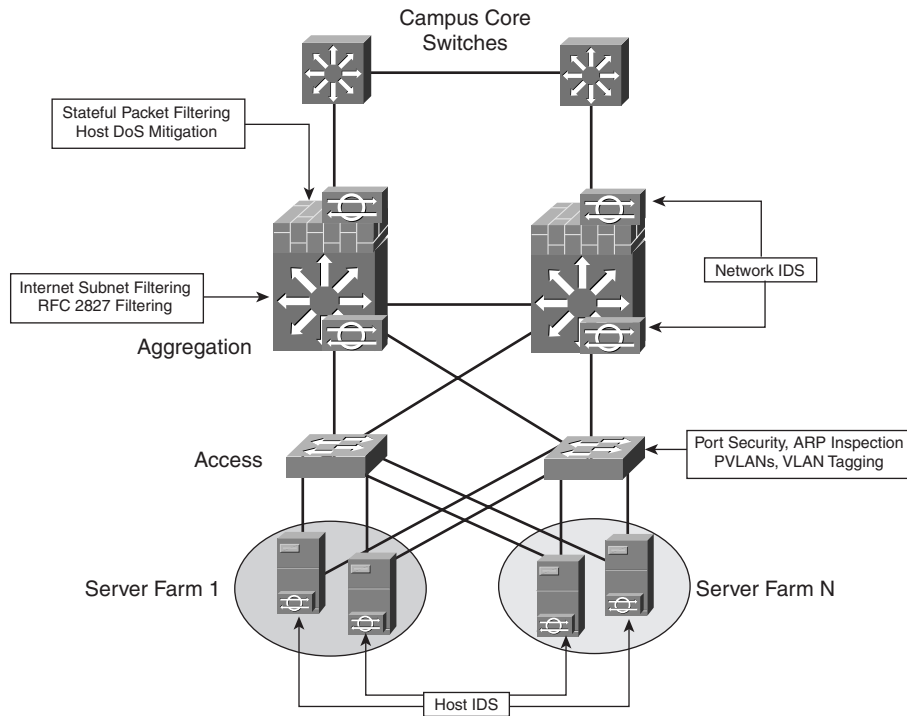 Campus Core
Switches
Stateful Packet Filtering
Host DoS Mitigation
Network IDS
Internet Subnet Filtering
RFC 2827 Filtering
Aggregation
Access
Port Security, ARP Inspection
PVLANs, VLAN Tagging
Server Farm 1
Server Farm N
Host IDS